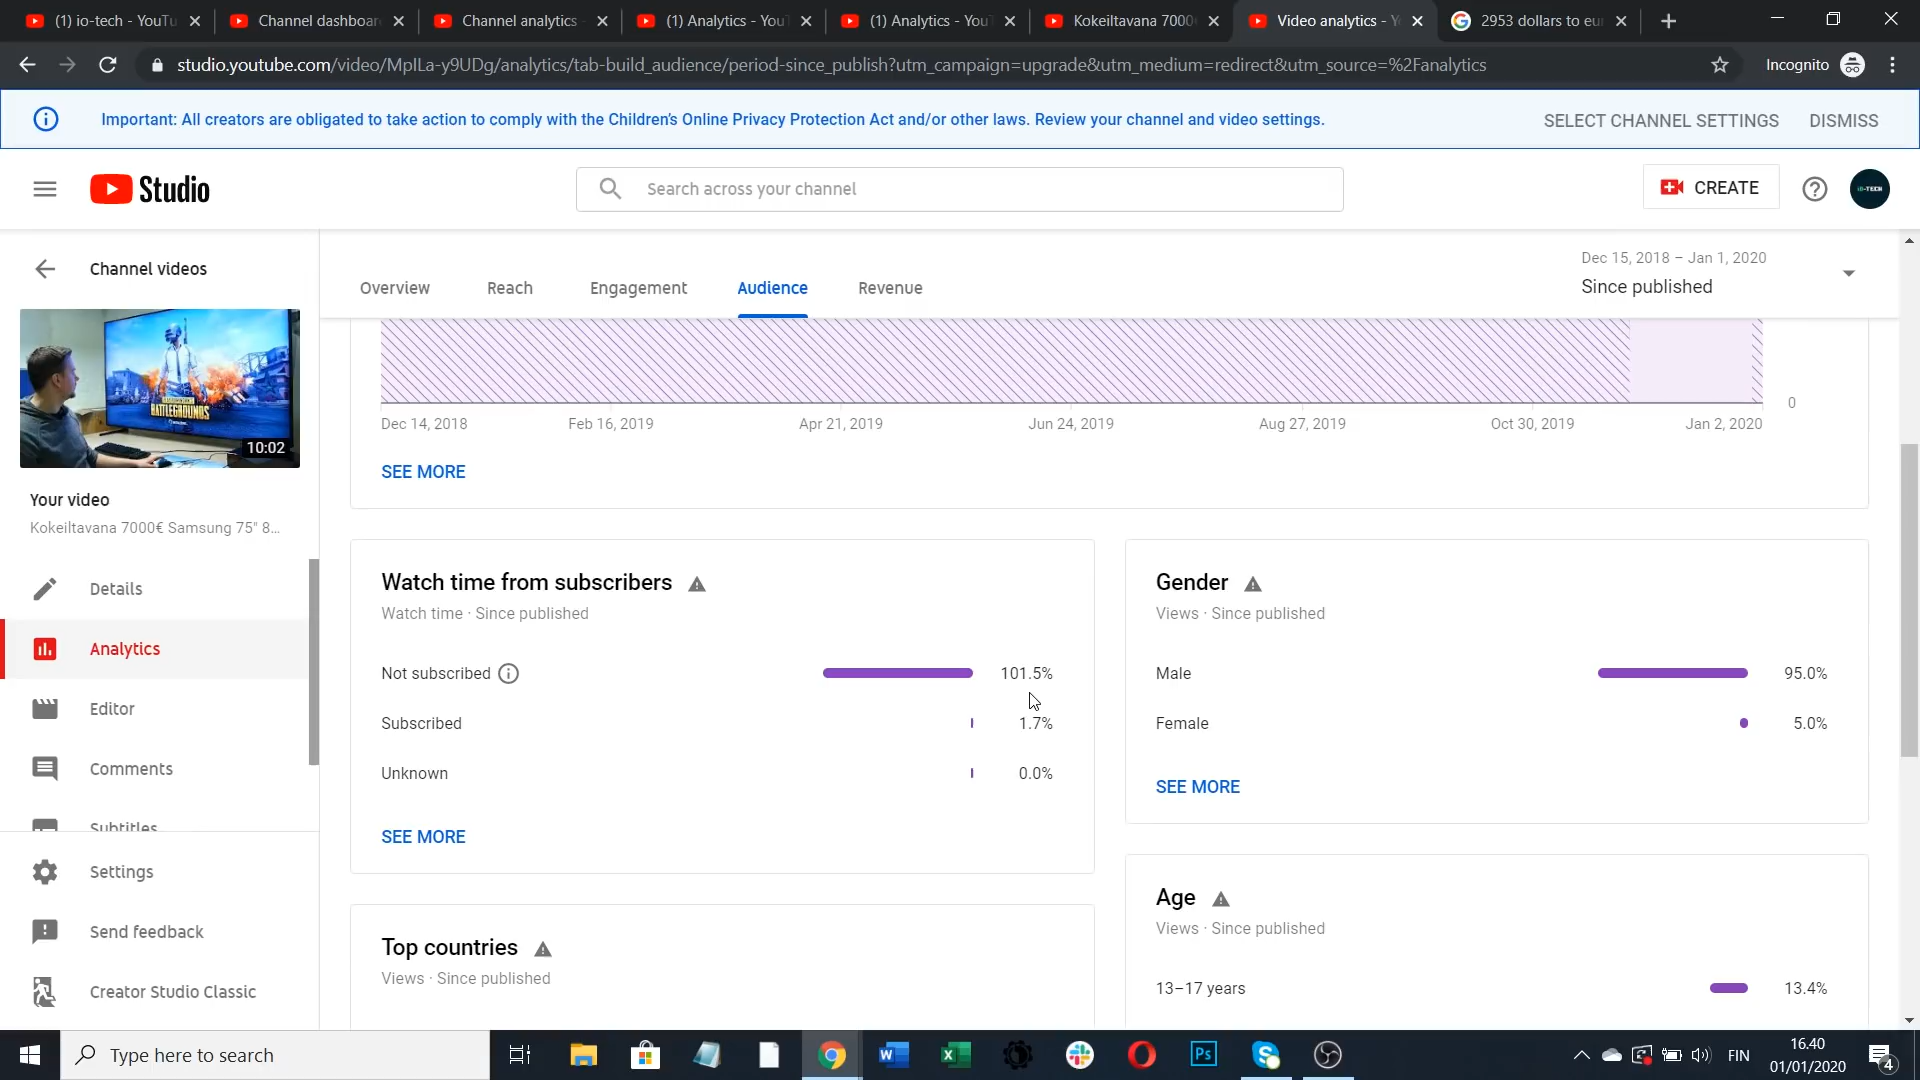 (1) io-tech - YouTu
Channel dashboar
Channel analytics
(1) Analytics - YouT
(1) Analytics - YouT
Kokeiltavana 7000
Video analytics - Y
2953 dollars to eur
studio.youtube.com/video/MpILa-y9UDg/analytics/tab-build_audience/period-since_publish?utm_campaign=upgrade&utm_medium=redirect&utm_source=%2Fanalytics
Incognito
Important: All creators are obligated to take action to comply with the Children's Online Privacy Protection Act and/or other laws. Review your channel and video settings.
SELECT CHANNEL SETTINGS
DISMISS
Studio
Search across your channel
CREATE
iO-TECH
Channel videos
BATTLEGROUNDS
10:02
Your video
Kokeiltavana 7000€ Samsung 75" 8...
Details
Analytics
Editor
Comments
Subtitles
Settings
Send feedback
Creator Studio Classic
Overview
Reach
Engagement
Audience
Revenue
Dec 15, 2018 – Jan 1, 2020
Since published
0
Dec 14, 2018
Feb 16, 2019
Apr 21, 2019
Jun 24, 2019
Aug 27, 2019
Oct 30, 2019
Jan 2, 2020
SEE MORE
Watch time from subscribers
Watch time · Since published
Not subscribed
101.5%
Subscribed
1.7%
Unknown
0.0%
SEE MORE
Gender
Views · Since published
Male
95.0%
Female
5.0%
SEE MORE
Top countries
Views · Since published
Age
Views · Since published
13–17 years
13.4%
Type here to search
FIN
16.40
01/01/2020
4